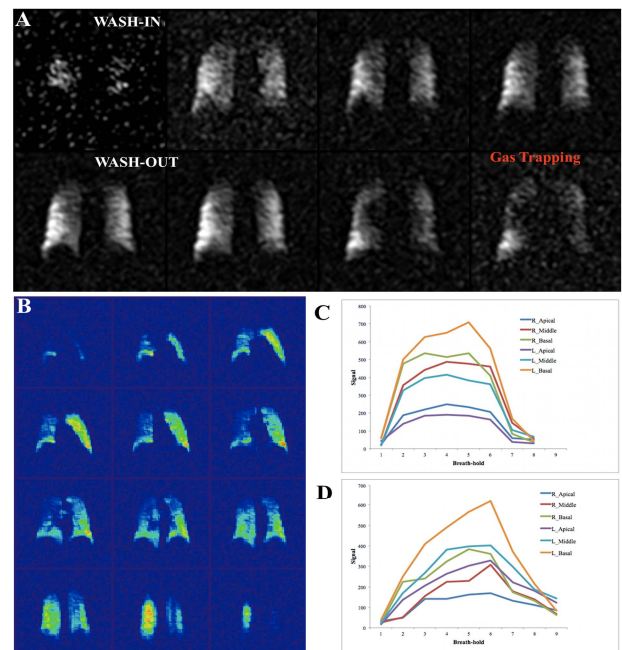 A
WASH-IN
WASH-OUT
Gas Trapping
B
C
800
700
600
500
400
300
200
100
0
Signal
1 2 3 4 5 6 7 8 9
Breath-hold
R_Apical
R_Middle
R_Basal
L_Apical
L_Middle
L_Basal
D
700
600
500
400
300
200
100
0
Signal
1 2 3 4 5 6 7 8 9
Breath-hold
R_Apical
R_Middle
R_Basal
L_Apical
L_Middle
L_Basal